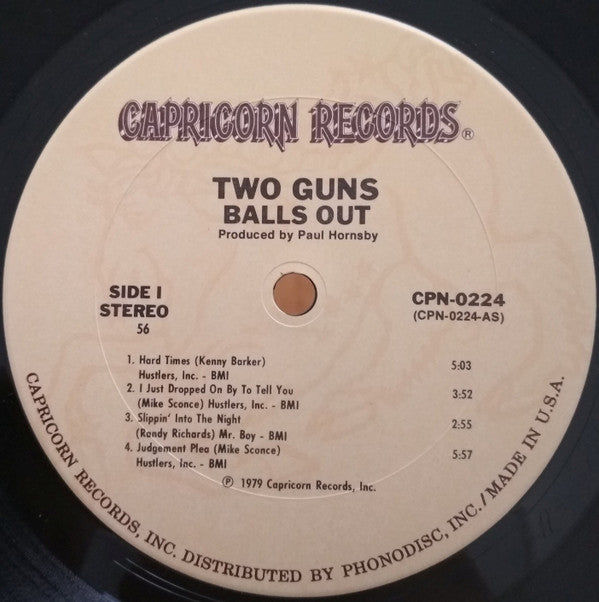 CAPRICORN RECORDS®
TWO GUNS
BALLS OUT
Produced by Paul Hornsby
SIDE I
STEREO
56
CPN-0224
(CPN-0224-AS)
1. Hard Times (Kenny Barker)
Hustlers, Inc. - BMI 5:03
2. I Just Dropped On By To Tell You
(Mike Sconce) Hustlers, Inc. - BMI 3:52
3. Slippin' Into The Night
(Randy Richards) Mr. Boy - BMI 2:55
4. Judgement Plea (Mike Sconce)
Hustlers, Inc. - BMI 5:57
℗ 1979 Capricorn Records, Inc.
CAPRICORN RECORDS, INC. DISTRIBUTED BY PHONODISC, INC./MADE IN U.S.A.